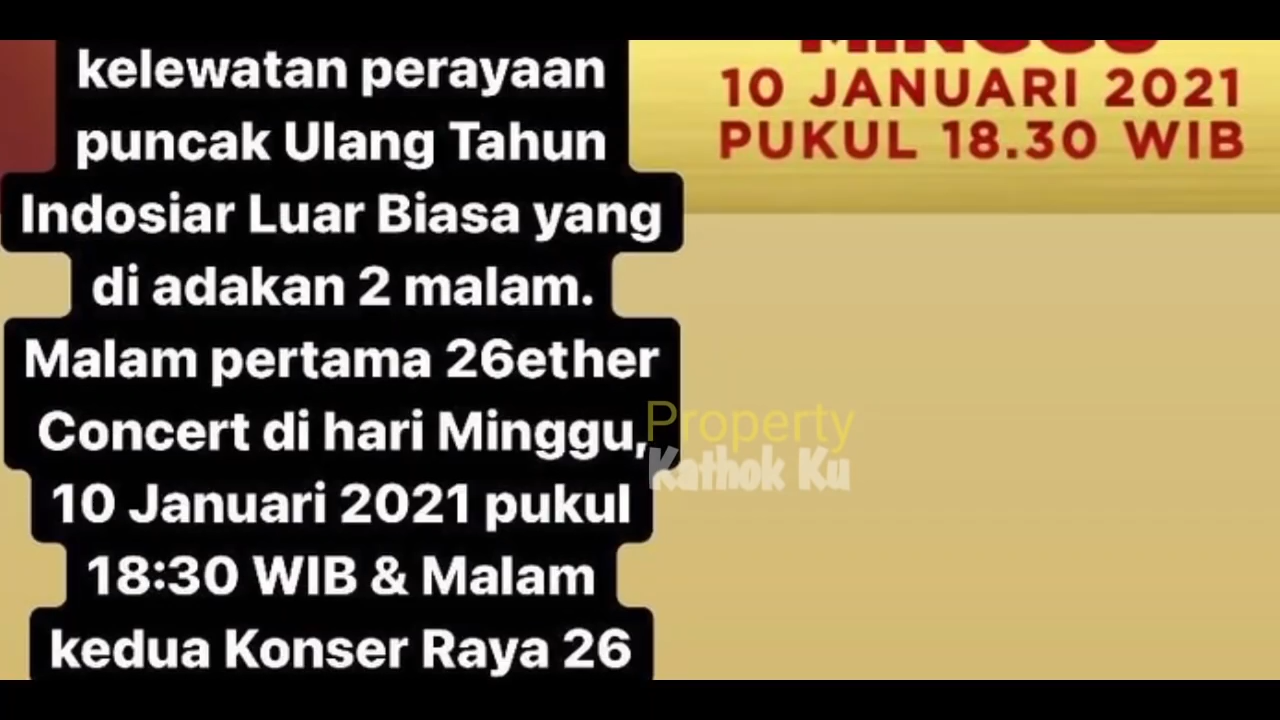 kelewatan perayaan
puncak Ulang Tahun
Indosiar Luar Biasa yang
di adakan 2 malam.
Malam pertama 26ether
Concert di hari Minggu,
10 Januari 2021 pukul
18:30 WIB & Malam
kedua Konser Raya 26
MINGGU
10 JANUARI 2021
PUKUL 18.30 WIB
Property
Kathok Ku